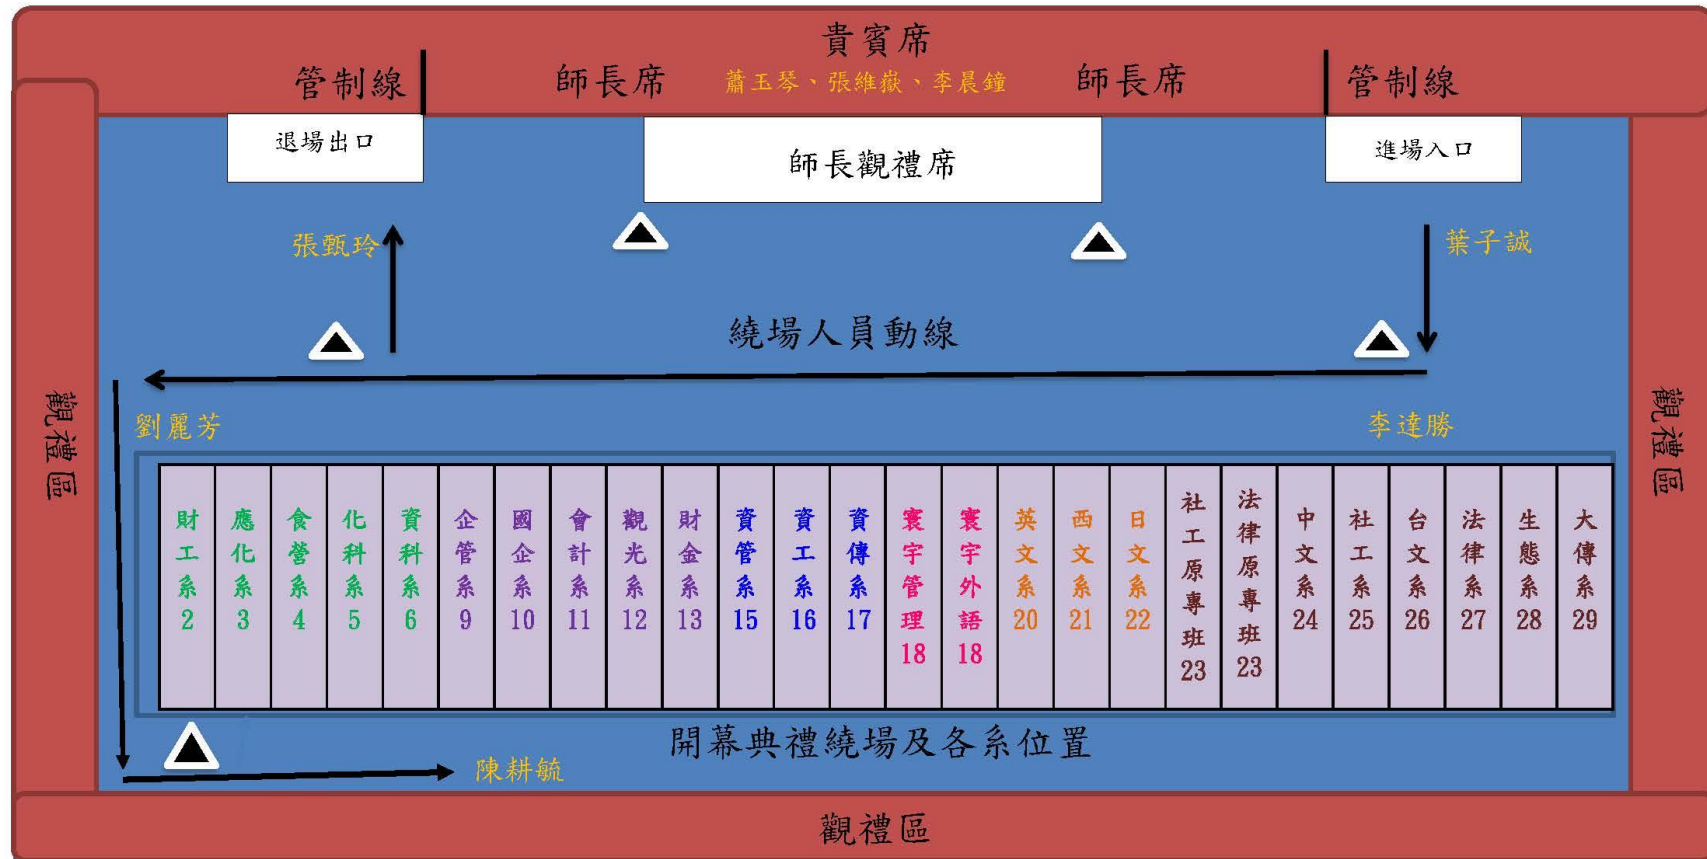 貴賓席
管制線
師長席
蕭玉琴、張維嶽、李晨鐘
師長席
管制線
退場出口
師長觀禮席
進場入口
張甄玲
葉子誠
繞場人員動線
觀禮區
觀禮區
劉麗芳
李達勝
財工系2
應化系3
食營系4
化科系5
資科系6
企管系9
國企系10
會計系11
觀光系12
財金系13
資管系15
資工系16
資傳系17
寰宇管理18
寰宇外語18
英文系20
西文系21
日文系22
社工原專班23
法律原專班23
中文系24
社工系25
台文系26
法律系27
生態系28
大傳系29
開幕典禮繞場及各系位置
陳耕毓
觀禮區